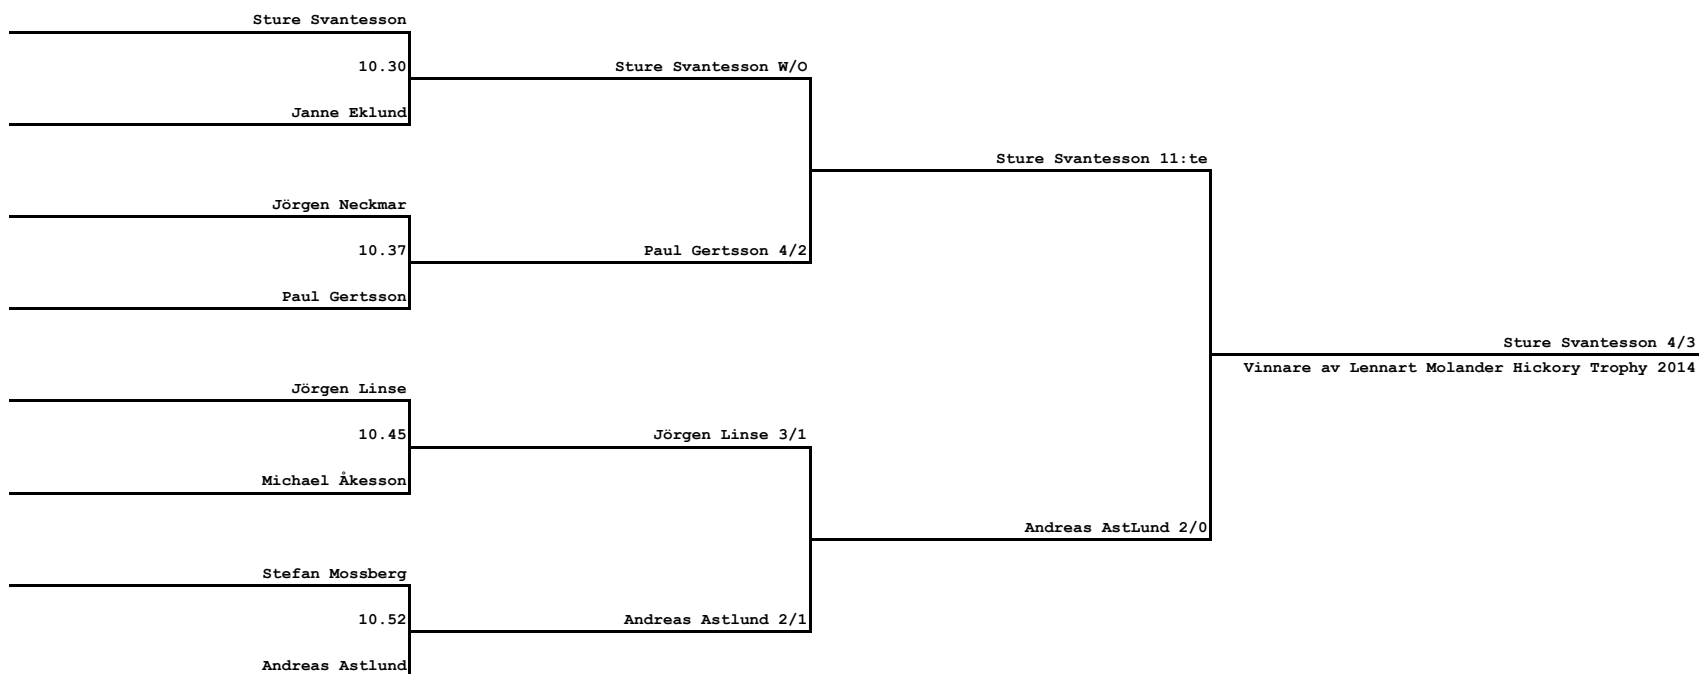 Sture Svantesson
10.30
Sture Svantesson W/O
Janne Eklund
Sture Svantesson 11:te
Jörgen Neckmar
10.37
Paul Gertsson 4/2
Paul Gertsson
Sture Svantesson 4/3
Vinnare av Lennart Molander Hickory Trophy 2014
Jörgen Linse
10.45
Jörgen Linse 3/1
Michael Åkesson
Andreas AstLund 2/0
Stefan Mossberg
10.52
Andreas Astlund 2/1
Andreas Astlund